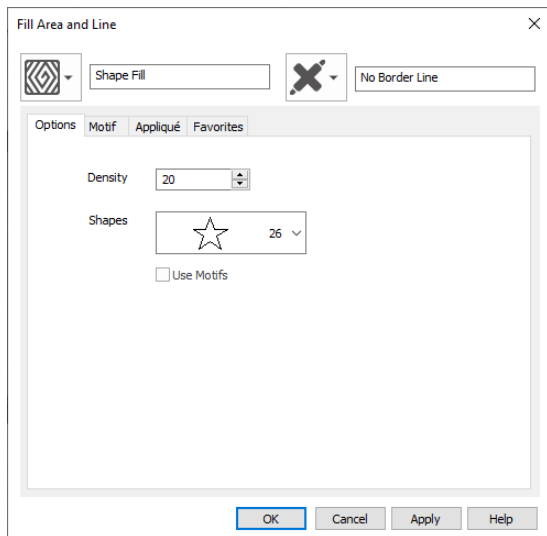 Fill Area and Line
Shape Fill
No Border Line
Options Motif Appliqué Favorites
Density 20
Shapes 26
Use Motifs
OK Cancel Apply Help